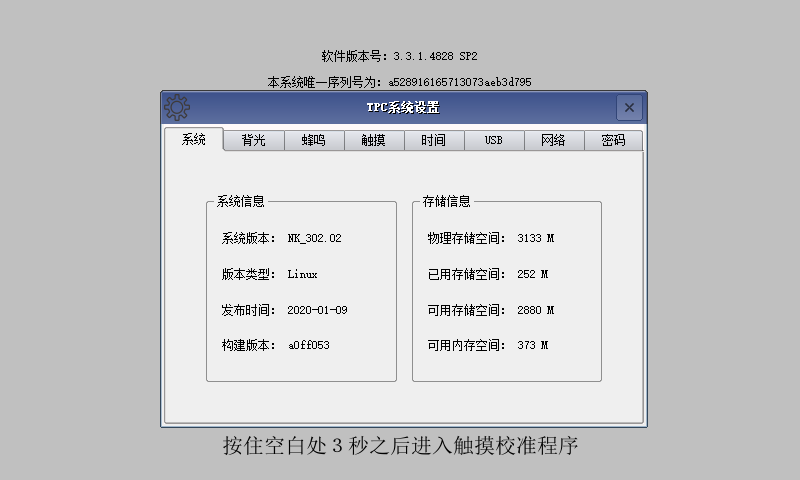 软件版本号：3.3.1.4828 SP2
本系统唯一序列号为：a528916165713073aeb3d795
TPC系统设置
系统 背光 蜂鸣 触摸 时间 USB 网络 密码
系统信息
系统版本： NK_302.02
版本类型： Linux
发布时间： 2020-01-09
构建版本： a0ff053
存储信息
物理存储空间： 3133 M
已用存储空间： 252 M
可用存储空间： 2880 M
可用内存空间： 373 M
按住空白处 3 秒之后进入触摸校准程序